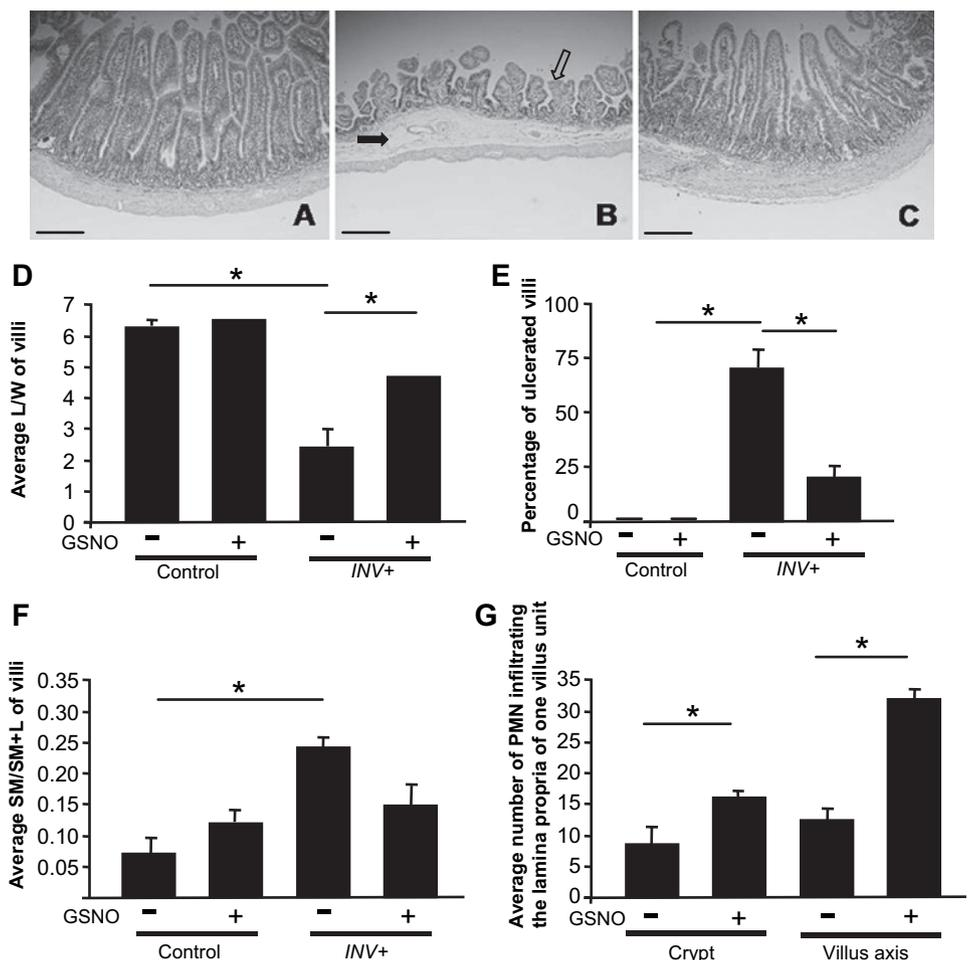 A
B
C
D
*
*
Average L/W of villi
7
6
5
4
3
2
1
0
GSNO - + - +
Control
INV+
E
*
*
Percentage of ulcerated villi
100
75
50
25
0
GSNO - + - +
Control
INV+
F
*
Average SM/SM+L of villi
0.35
0.30
0.25
0.20
0.15
0.10
0.05
GSNO - + - +
Control
INV+
G
*
*
Average number of PMN infiltrating
the lamina propria of one villus unit
35
30
25
20
15
10
5
0
GSNO - + - +
Crypt
Villus axis